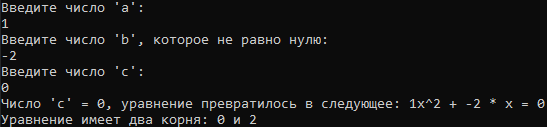 Введите число 'a':
1
Введите число 'b', которое не равно нулю:
-2
Введите число 'c':
0
Число 'c' = 0, уравнение превратилось в следующее: 1x^2 + -2 * x = 0
Уравнение имеет два корня: 0 и 2